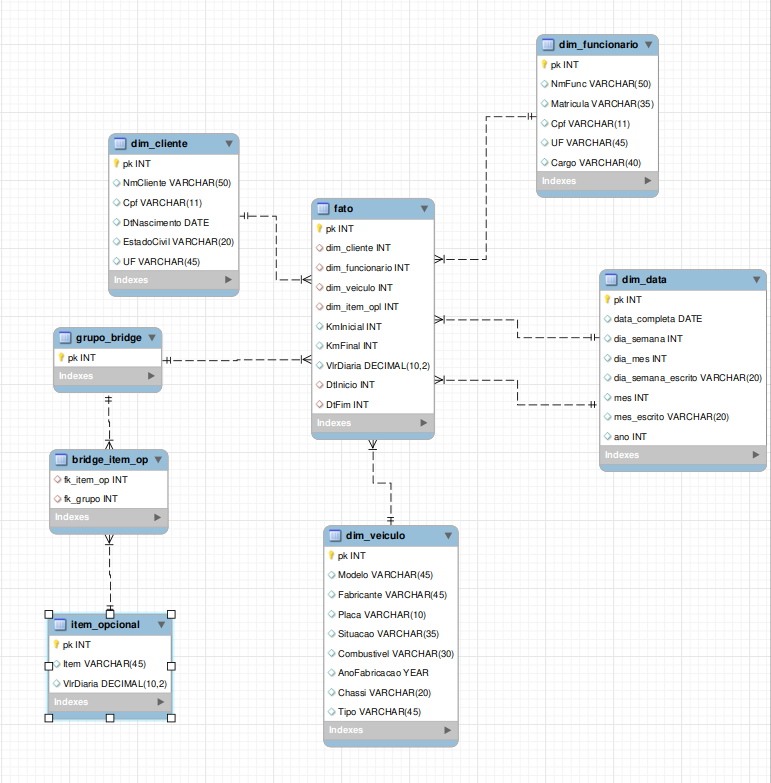 dim_funcionario
pk INT
NmFunc VARCHAR(50)
Matricula VARCHAR(35)
Cpf VARCHAR(11)
UF VARCHAR(45)
Cargo VARCHAR(40)
Indexes
dim_cliente
pk INT
NmCliente VARCHAR(50)
Cpf VARCHAR(11)
DtNascimento DATE
EstadoCivil VARCHAR(20)
UF VARCHAR(45)
Indexes
fato
pk INT
dim_cliente INT
dim_funcionario INT
dim_veiculo INT
dim_item_opl INT
KmInicial INT
KmFinal INT
VlrDiaria DECIMAL(10,2)
DtInicio INT
DtFim INT
Indexes
dim_data
pk INT
data_completa DATE
dia_semana INT
dia_mes INT
dia_semana_escrito VARCHAR(20)
mes INT
mes_escrito VARCHAR(20)
ano INT
Indexes
grupo_bridge
pk INT
Indexes
bridge_item_op
fk_item_op INT
fk_grupo INT
Indexes
item_opcional
pk INT
Item VARCHAR(45)
VlrDiaria DECIMAL(10,2)
Indexes
dim_veiculo
pk INT
Modelo VARCHAR(45)
Fabricante VARCHAR(45)
Placa VARCHAR(10)
Situacao VARCHAR(35)
Combustivel VARCHAR(30)
AnoFabricacao YEAR
Chassi VARCHAR(20)
Tipo VARCHAR(45)
Indexes